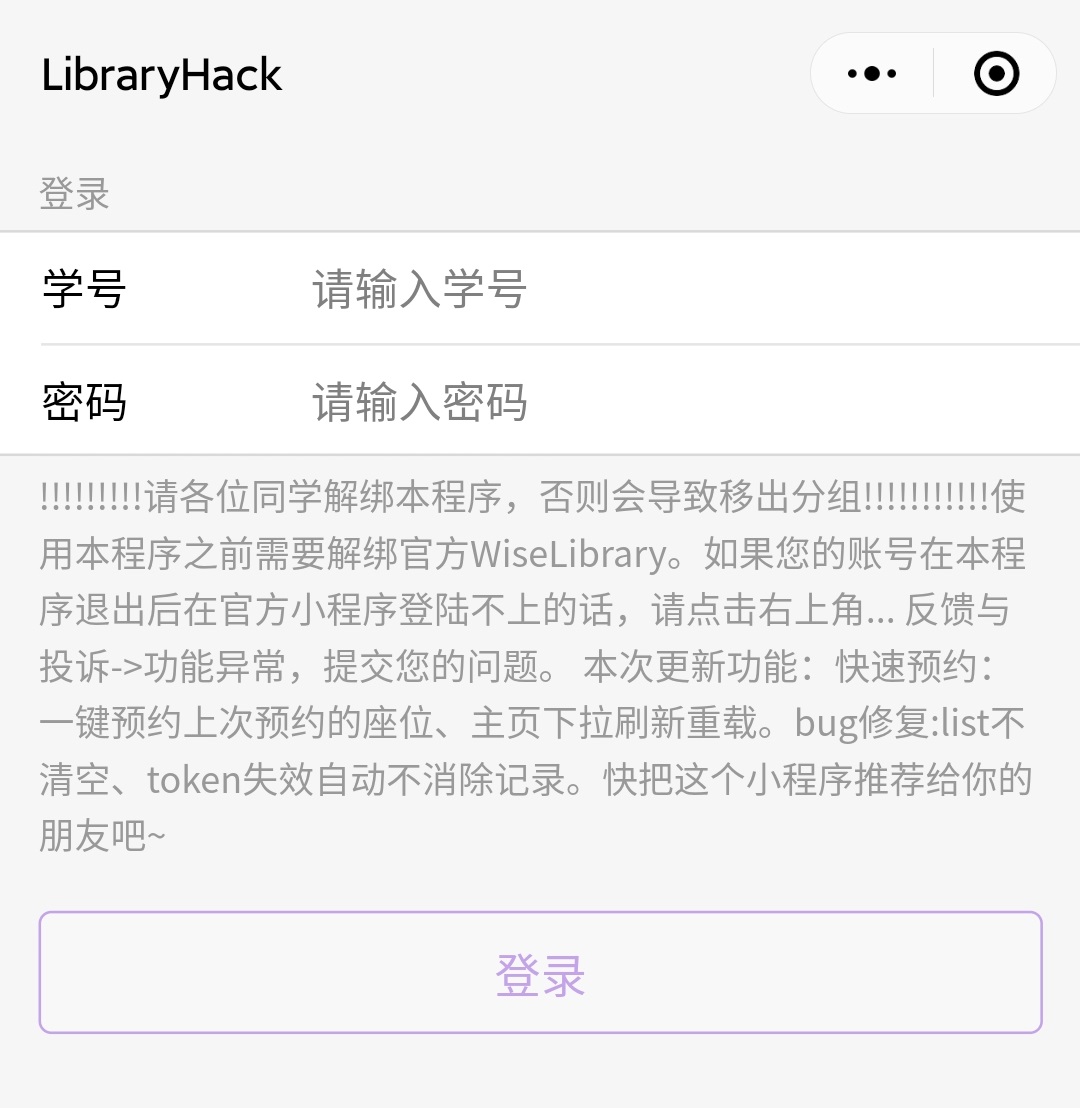 LibraryHack
登录
学号 请输入学号
密码 请输入密码
!!!!!!!!!请各位同学解绑本程序，否则会导致移出分组!!!!!!!!!!!使
用本程序之前需要解绑官方WiseLibrary。如果您的账号在本程
序退出后在官方小程序登陆不上的话，请点击右上角... 反馈与
投诉->功能异常，提交您的问题。 本次更新功能：快速预约：
一键预约上次预约的座位、主页下拉刷新重载。bug修复:list不
清空、token失效自动不消除记录。快把这个小程序推荐给你的
朋友吧~
登录